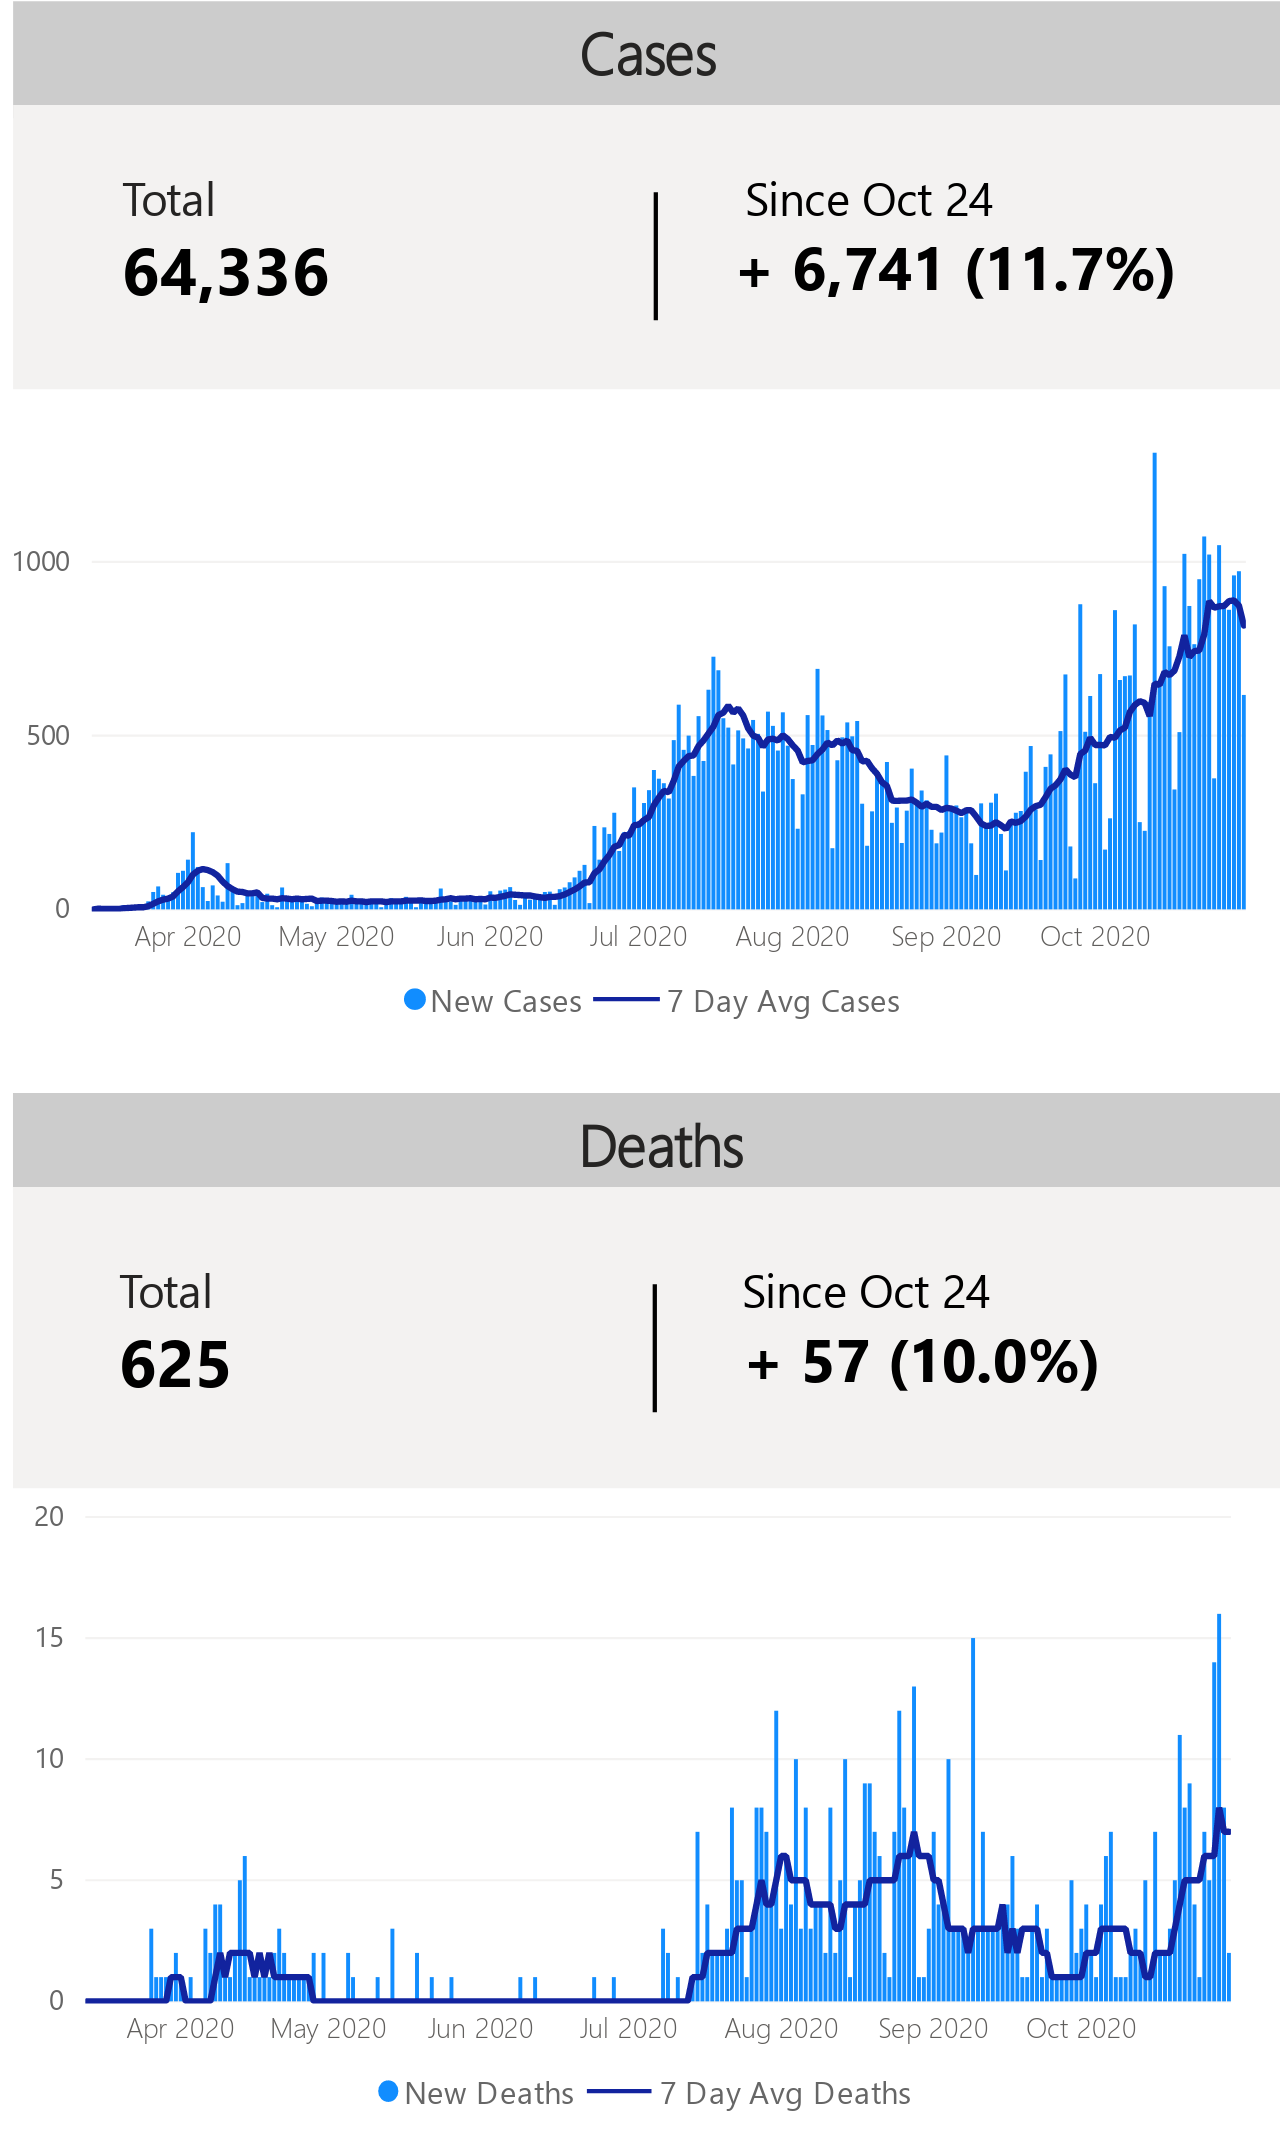 Cases
Total
Since Oct 24
64,336
+ 6,741 (11.7%)
1000
500
0
Apr 2020 May 2020 Jun 2020 Jul 2020 Aug 2020 Sep 2020 Oct 2020
New Cases 7 Day Avg Cases
Deaths
Total
Since Oct 24
625
+ 57 (10.0%)
20
15
10
5
0
Apr 2020 May 2020 Jun 2020 Jul 2020 Aug 2020 Sep 2020 Oct 2020
New Deaths 7 Day Avg Deaths